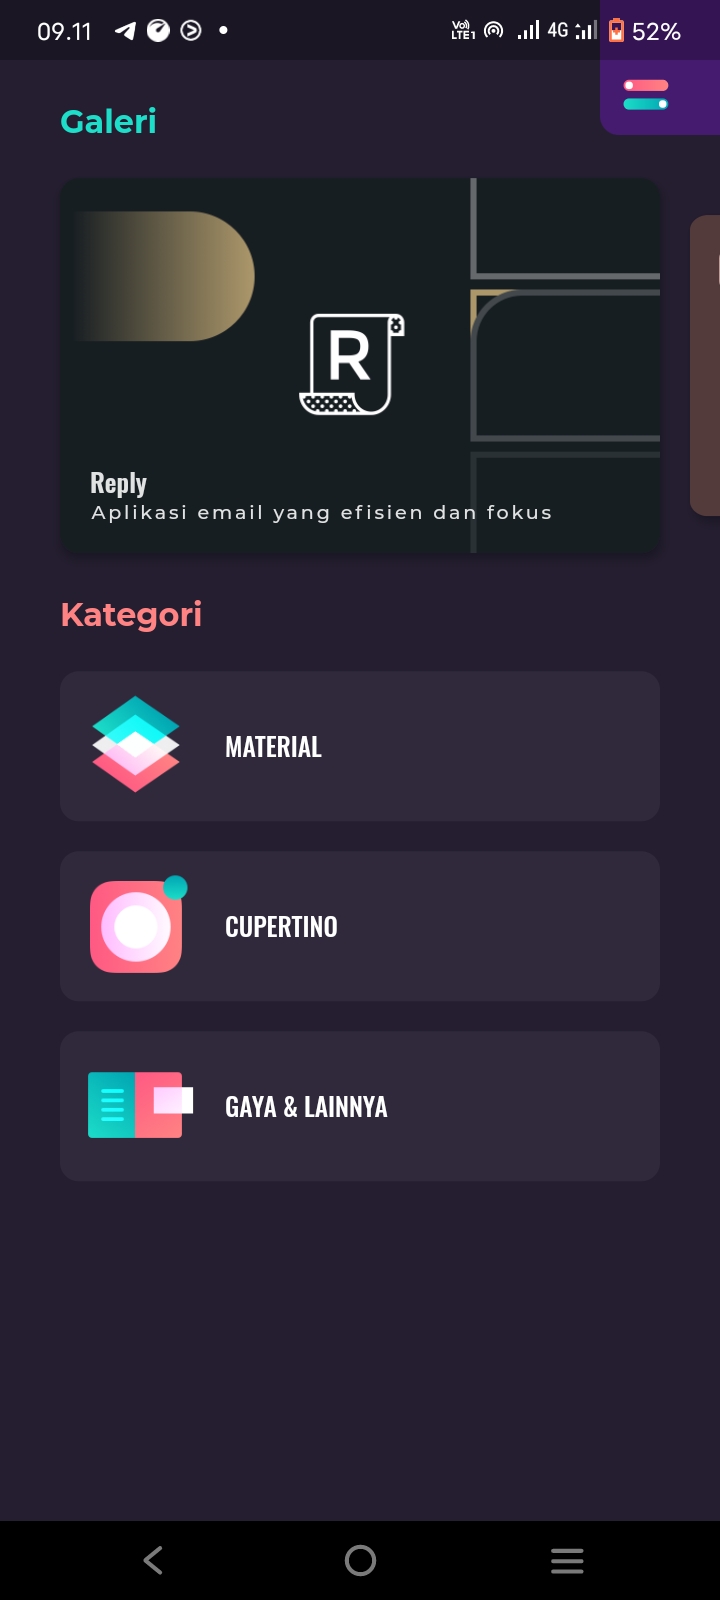 09.11
Vo)) LTE1 4G 52%
Galeri
R
Reply
Aplikasi email yang efisien dan fokus
Kategori
MATERIAL
CUPERTINO
GAYA & LAINNYA